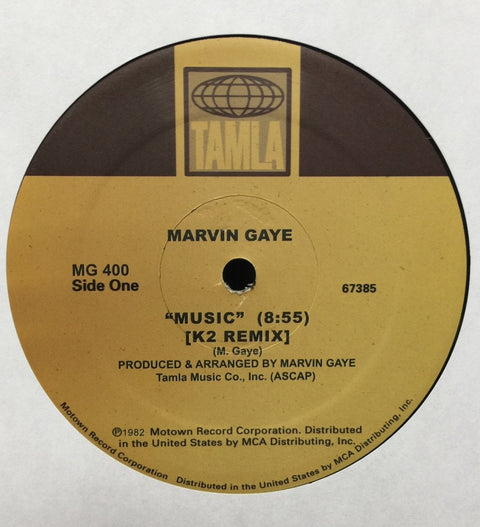 TAMLA
MARVIN GAYE
MG 400
Side One
67385
“MUSIC” (8:55)
[K2 REMIX]
(M. Gaye)
PRODUCED & ARRANGED BY MARVIN GAYE
Tamla Music Co., Inc. (ASCAP)
℗1982 Motown Record Corporation. Distributed
in the United States by MCA Distributing, Inc.
Motown Record Corporation Distributed in the United States by MCA Distributing, Inc.